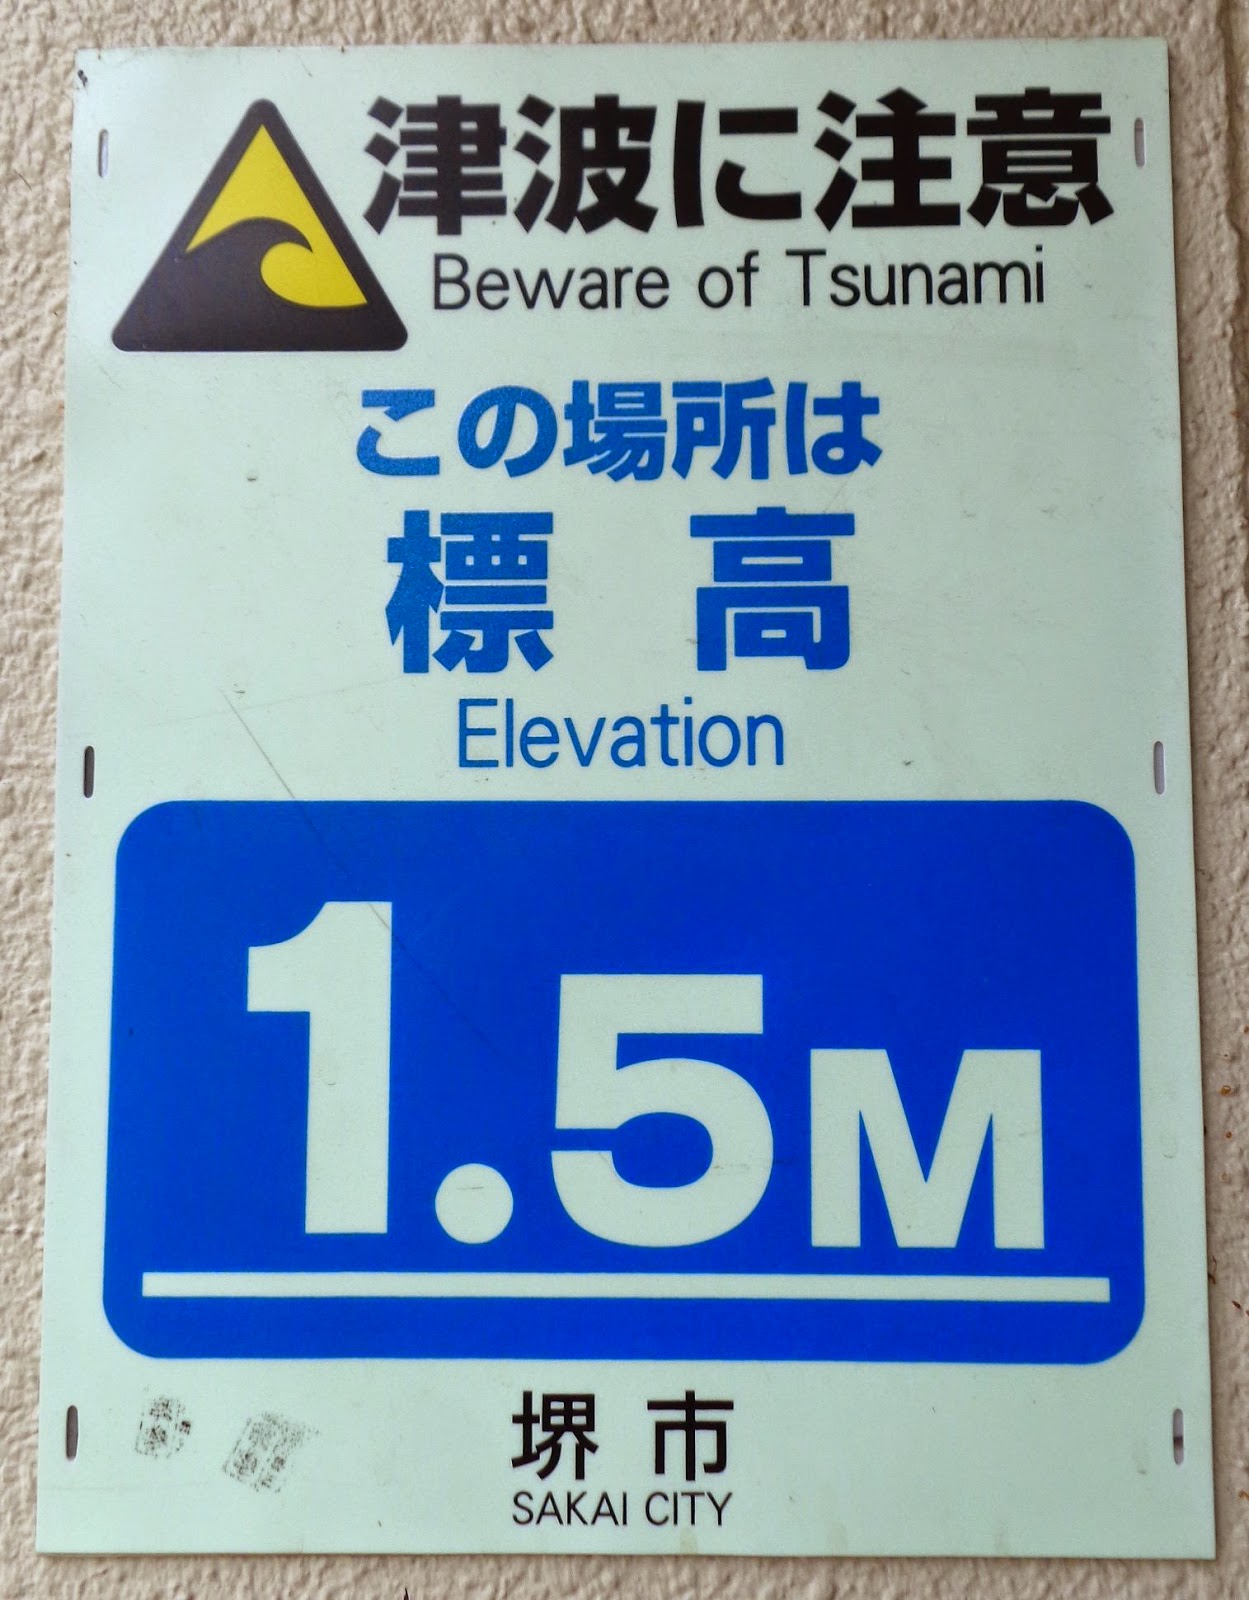 津波に注意
Beware of Tsunami
この場所は
標高
Elevation
1.5M
堺市
SAKAI CITY